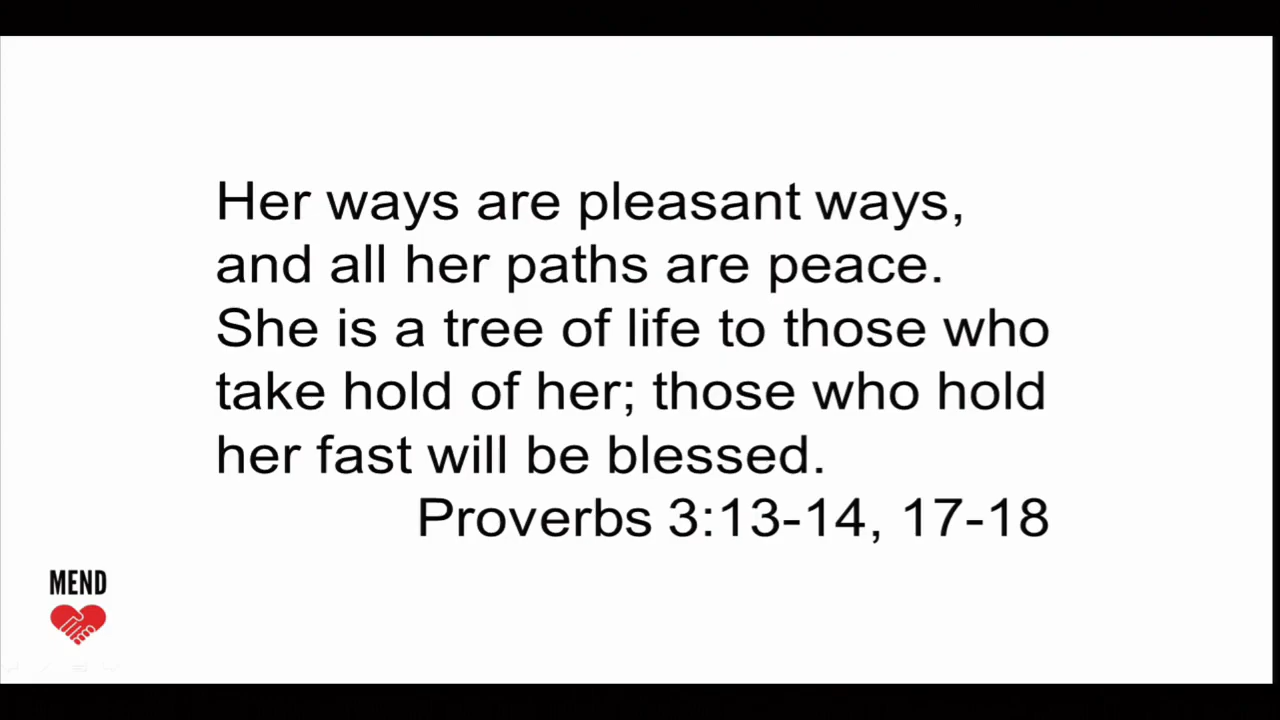 Her ways are pleasant ways,
and all her paths are peace.
She is a tree of life to those who
take hold of her; those who hold
her fast will be blessed.
Proverbs 3:13-14, 17-18
MEND